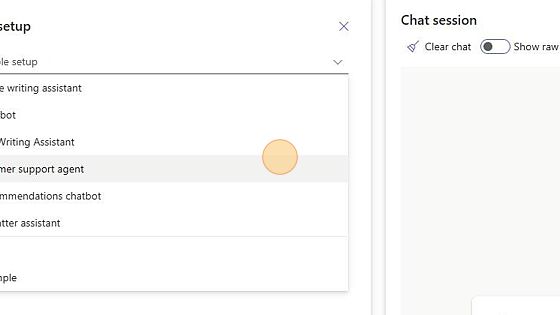 setup
le setup
e writing assistant
bot
Writing Assistant
mer support agent
mmendations chatbot
tter assistant
mple
Chat session
Clear chat
Show raw